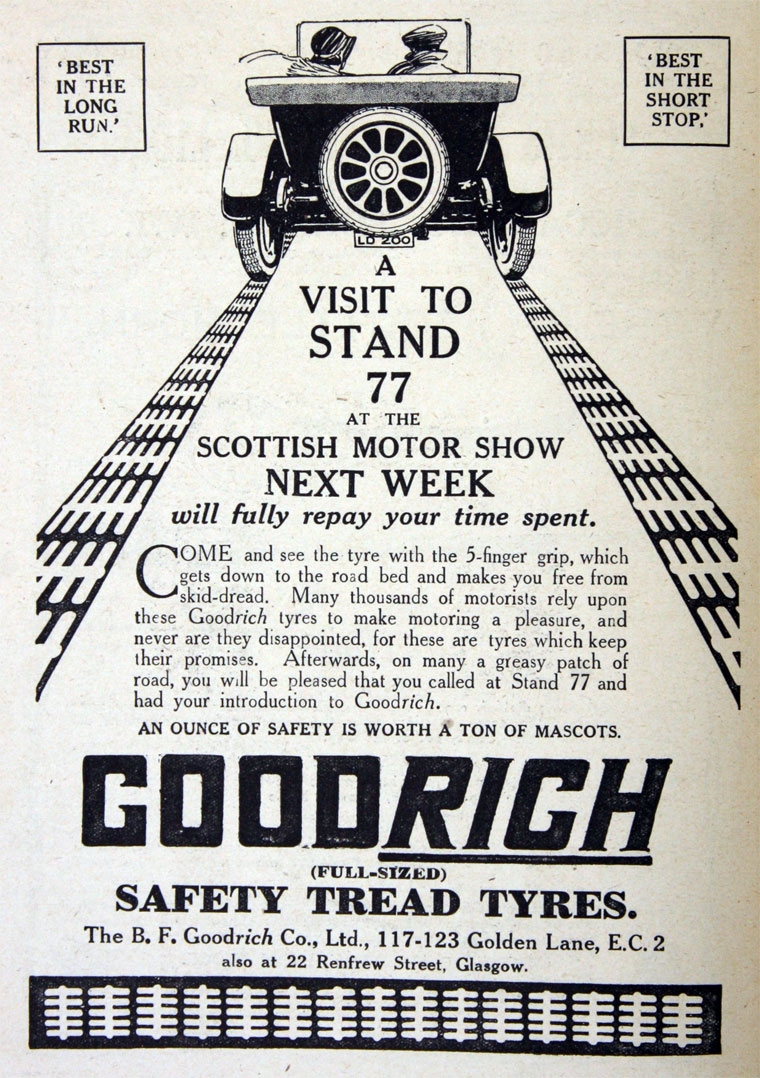 'BEST
IN THE
LONG
RUN.'
'BEST
IN THE
SHORT
STOP.'
LD 200
A
VISIT TO
STAND
77
AT THE
SCOTTISH MOTOR SHOW
NEXT WEEK
will fully repay your time spent.
COME and see the tyre with the 5-finger grip, which
gets down to the road bed and makes you free from
skid-dread. Many thousands of motorists rely upon
these Goodrich tyres to make motoring a pleasure, and
never are they disappointed, for these are tyres which keep
their promises. Afterwards, on many a greasy patch of
road, you will be pleased that you called at Stand 77 and
had your introduction to Goodrich.
AN OUNCE OF SAFETY IS WORTH A TON OF MASCOTS.
GOODRICH
(FULL-SIZED)
SAFETY TREAD TYRES.
The B. F. Goodrich Co., Ltd., 117-123 Golden Lane, E.C. 2
also at 22 Renfrew Street, Glasgow.